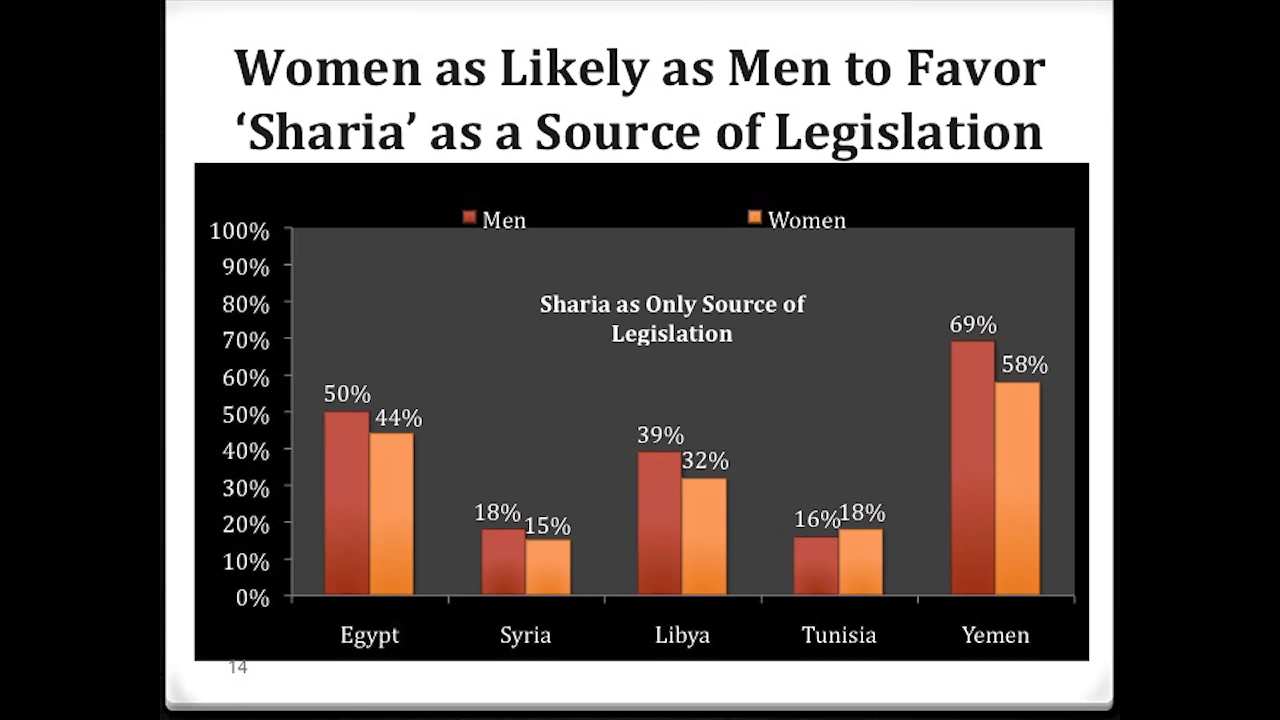 Women as Likely as Men to Favor
‘Sharia’ as a Source of Legislation
Men
Women
100%
90%
80%
70%
60%
50%
40%
30%
20%
10%
0%
Sharia as Only Source of
Legislation
50%
44%
18%
15%
39%
32%
16%
18%
69%
58%
Egypt
Syria
Libya
Tunisia
Yemen
14